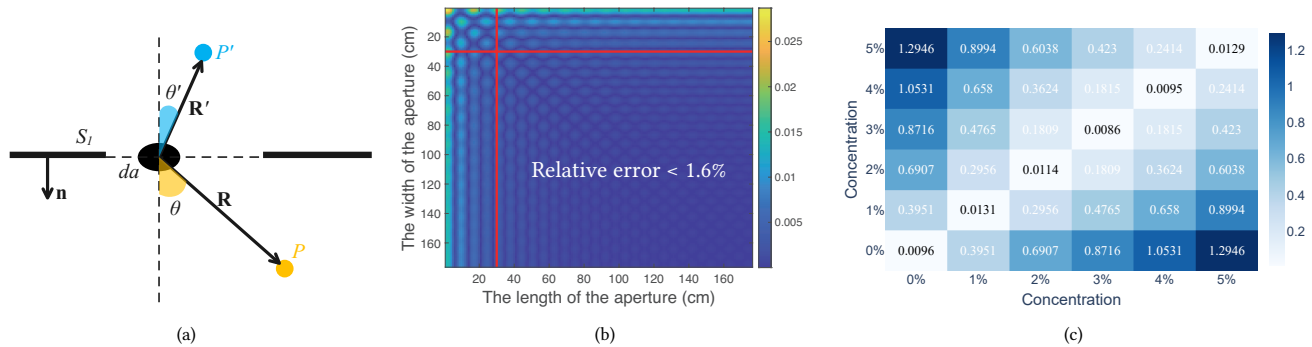 P′
θ′
R′
S1
da
n
θ
R
P
(a)
The width of the aperture (cm)
20
40
60
80
100
120
140
160
Relative error < 1.6%
20 40 60 80 100 120 140 160
The length of the aperture (cm)
0.025
0.020
0.015
0.010
0.005
(b)
Concentration
5% 1.2946 0.8994 0.6038 0.423 0.2414 0.0129
4% 1.0531 0.658 0.3624 0.1815 0.0095 0.2414
3% 0.8716 0.4765 0.1809 0.0086 0.1815 0.423
2% 0.6907 0.2956 0.0114 0.1809 0.3624 0.6038
1% 0.3951 0.0131 0.2956 0.4765 0.658 0.8994
0% 0.0096 0.3951 0.6907 0.8716 1.0531 1.2946
0% 1% 2% 3% 4% 5%
Concentration
1.2
1
0.8
0.6
0.4
0.2
(c)